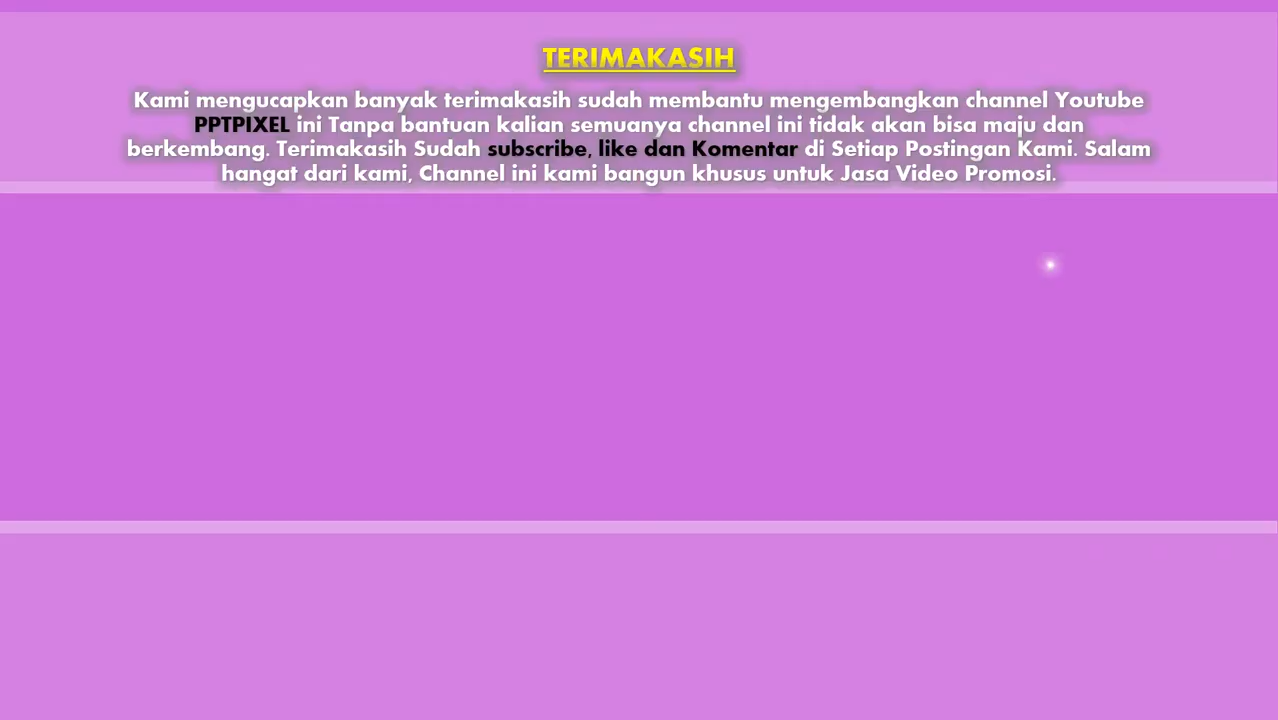 TERIMAKASIH
Kami mengucapkan banyak terimakasih sudah membantu mengembangkan channel Youtube
PPTPIXEL ini Tanpa bantuan kalian semuanya channel ini tidak akan bisa maju dan
berkembang. Terimakasih Sudah subscribe, like dan Komentar di Setiap Postingan Kami. Salam
hangat dari kami, Channel ini kami bangun khusus untuk Jasa Video Promosi.